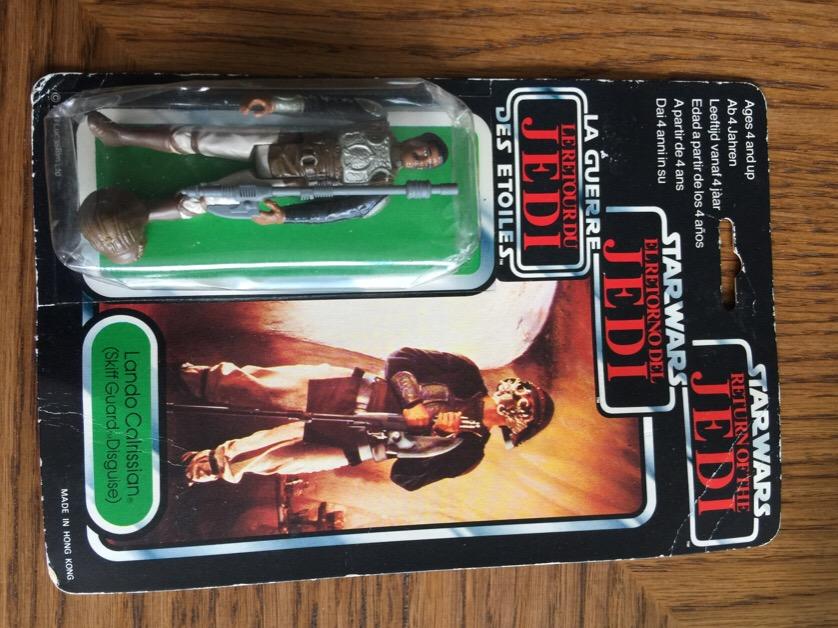 Ages 4 and up
Ab 4 Jahren
Leeftijd vanaf 4 jàar
Edad a partir de los 4 años
A partir de 4 ans
Dai 4 anni in su
STAR WARS
RETURN OF THE
JEDI
STAR WARS
EL RETORNO DEL
JEDI
LA GUERRE
DES ETOILES
LE RETOUR DU
JEDI
Lando Calrissian®
(Skiff Guard Disguise)
MADE IN HONG KONG